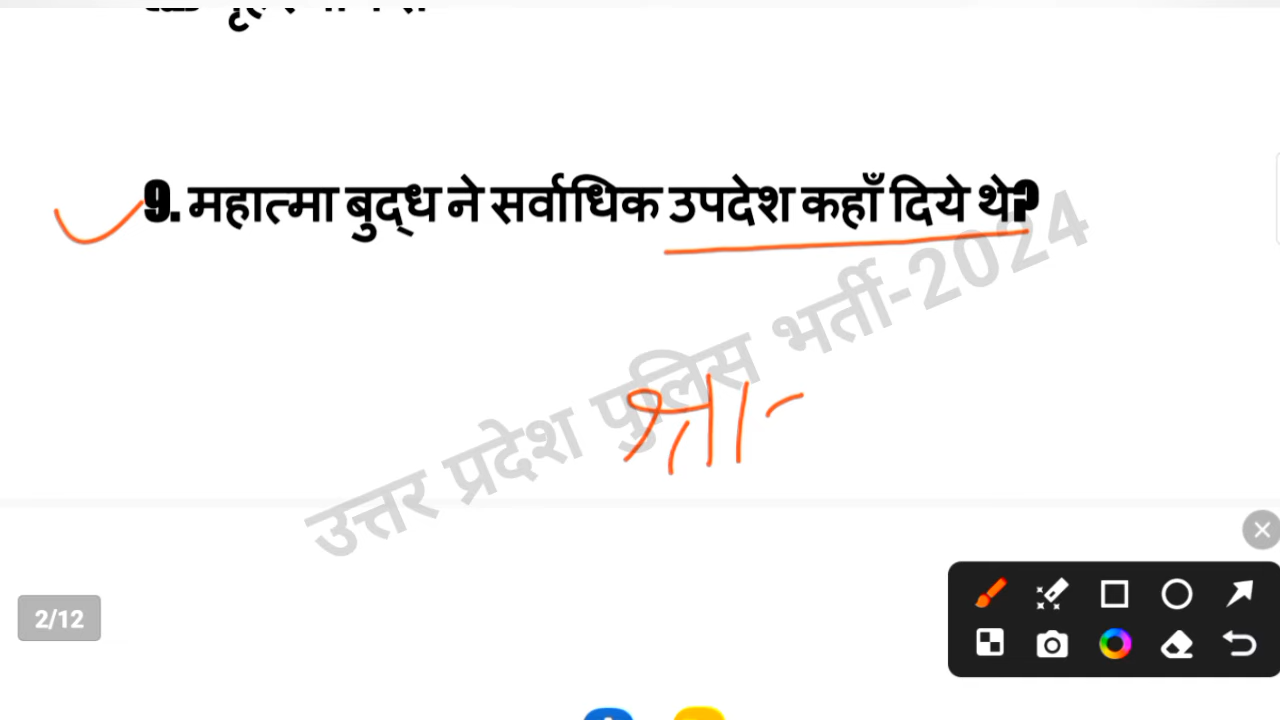 9. महात्मा बुद्ध ने सर्वाधिक उपदेश कहाँ दिये थे?
उत्तर प्रदेश पुलिस भर्ती-2024
श्रा
2/12